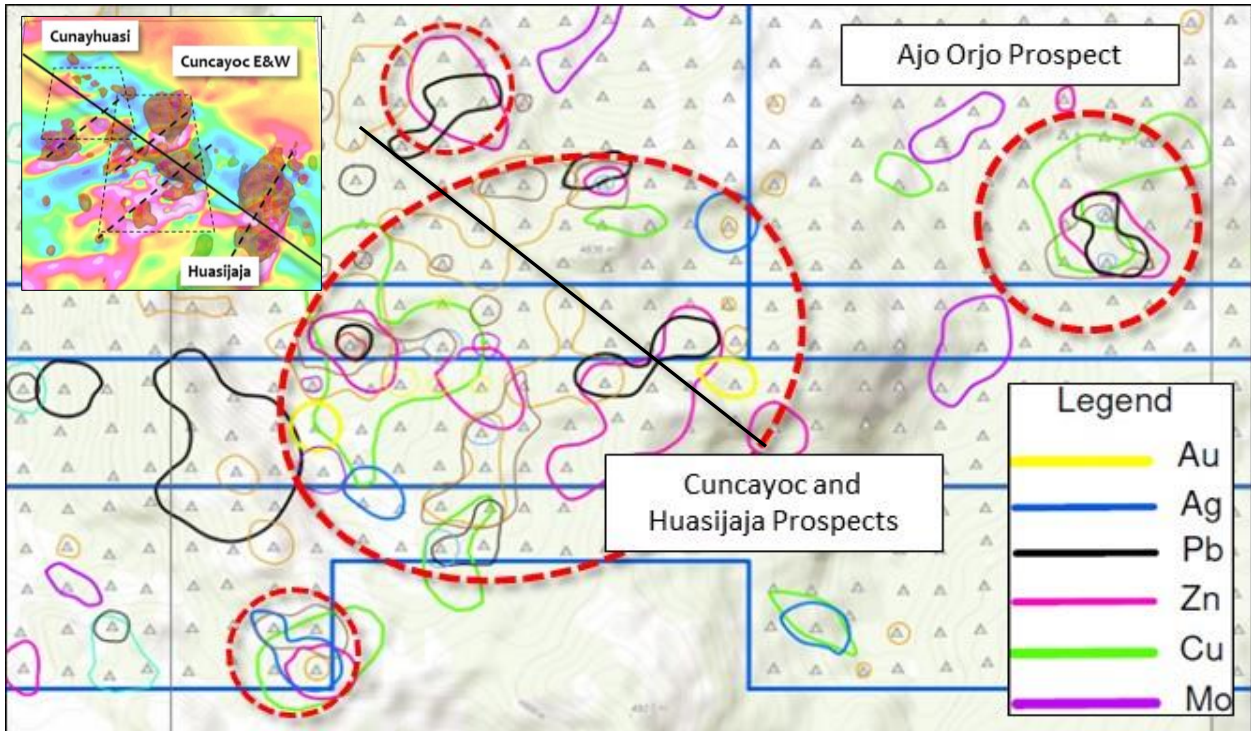 Cunayhuasi
Cuncayoc E&W
Huasijaja
Ajo Orjo Prospect
Cuncayoc and
Huasijaja Prospects
Legend
Au
Ag
Pb
Zn
Cu
Mo